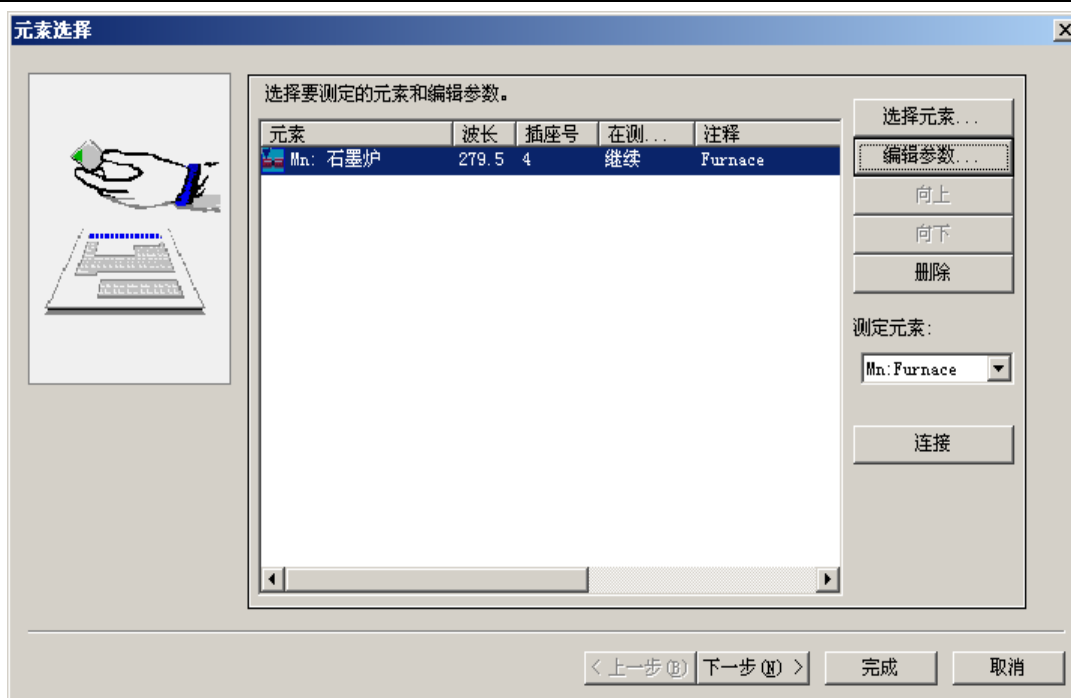 元素选择
选择要测定的元素和编辑参数。
元素 波长 插座号 在测... 注释
Mn: 石墨炉 279.5 4 继续 Furnace
选择元素...
编辑参数...
向上
向下
删除
测定元素:
Mn:Furnace
连接
< 上一步(B) 下一步(N) > 完成 取消